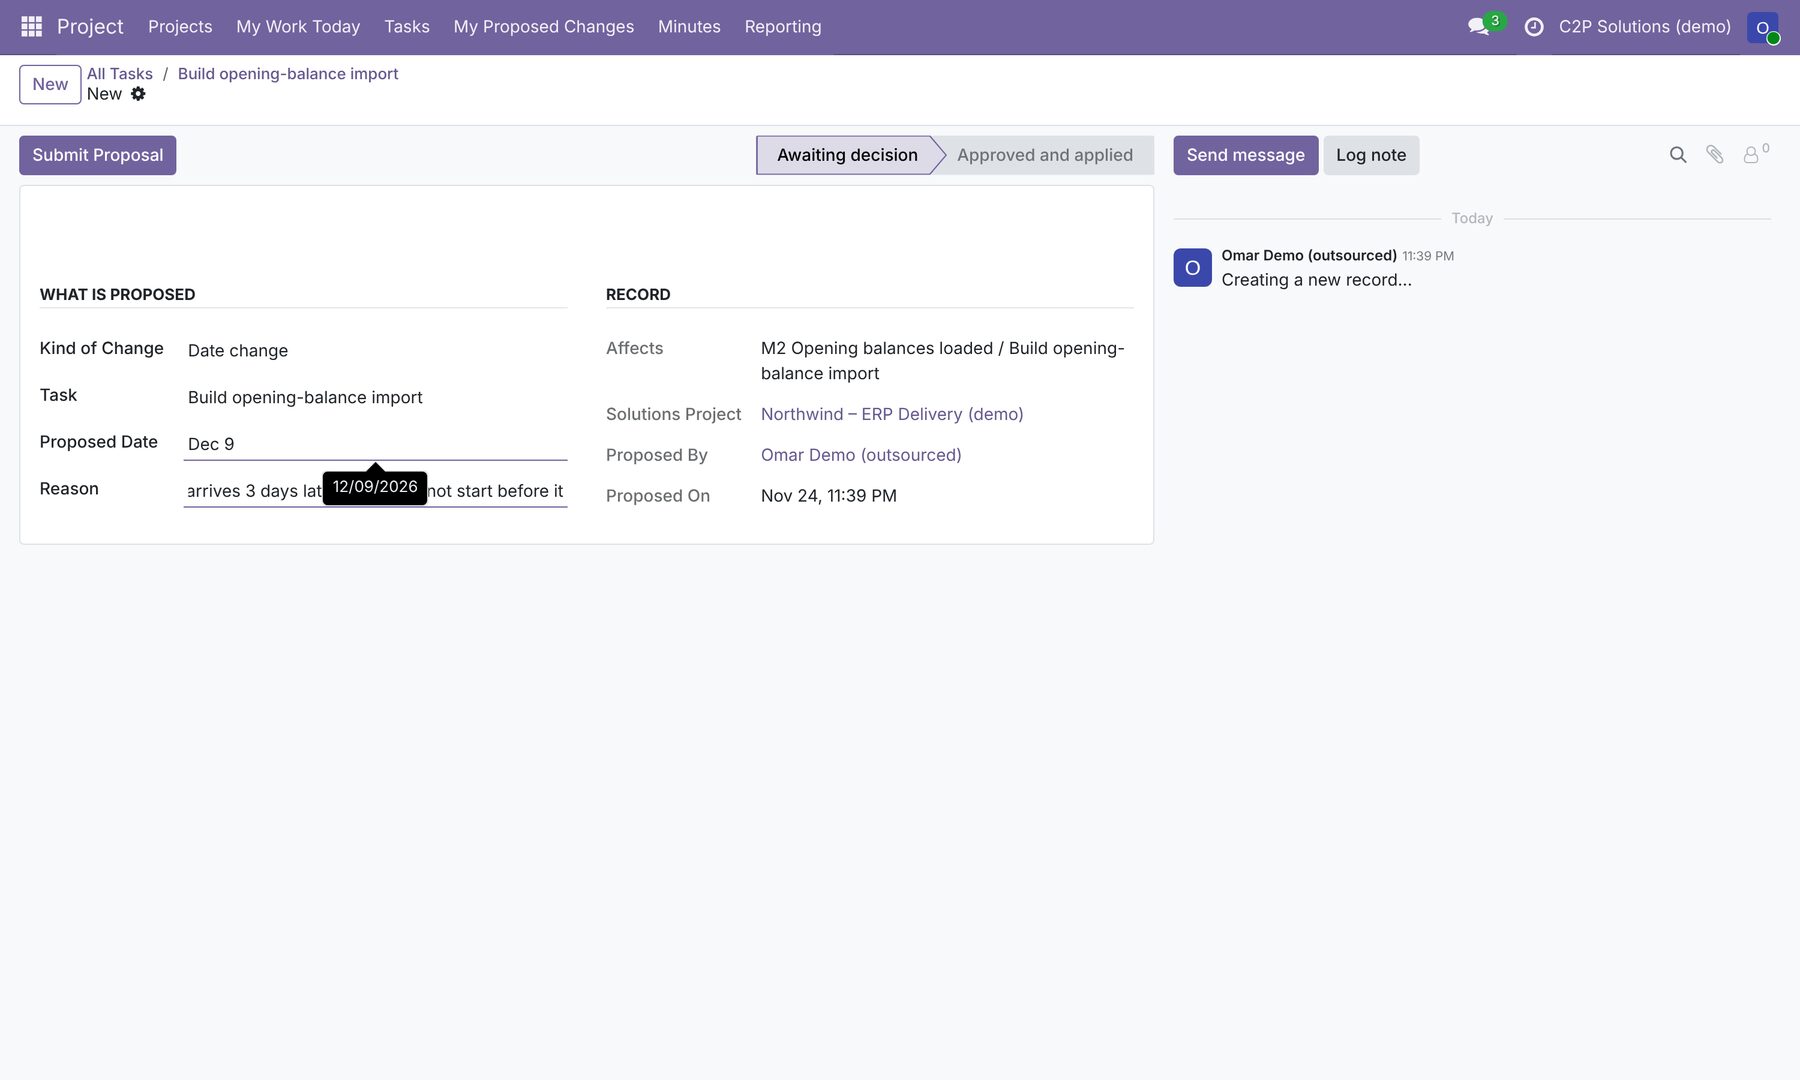 Project Projects My Work Today Tasks My Proposed Changes Minutes Reporting 3 C2P Solutions (demo) O
New All Tasks / Build opening-balance import
New
Submit Proposal Awaiting decision Approved and applied Send message Log note 0
Today
WHAT IS PROPOSED
Kind of Change Date change
Task Build opening-balance import
Proposed Date Dec 9
12/09/2026
Reason arrives 3 days lat not start before it
RECORD
Affects M2 Opening balances loaded / Build opening-
balance import
Solutions Project Northwind – ERP Delivery (demo)
Proposed By Omar Demo (outsourced)
Proposed On Nov 24, 11:39 PM
O Omar Demo (outsourced) 11:39 PM
Creating a new record...